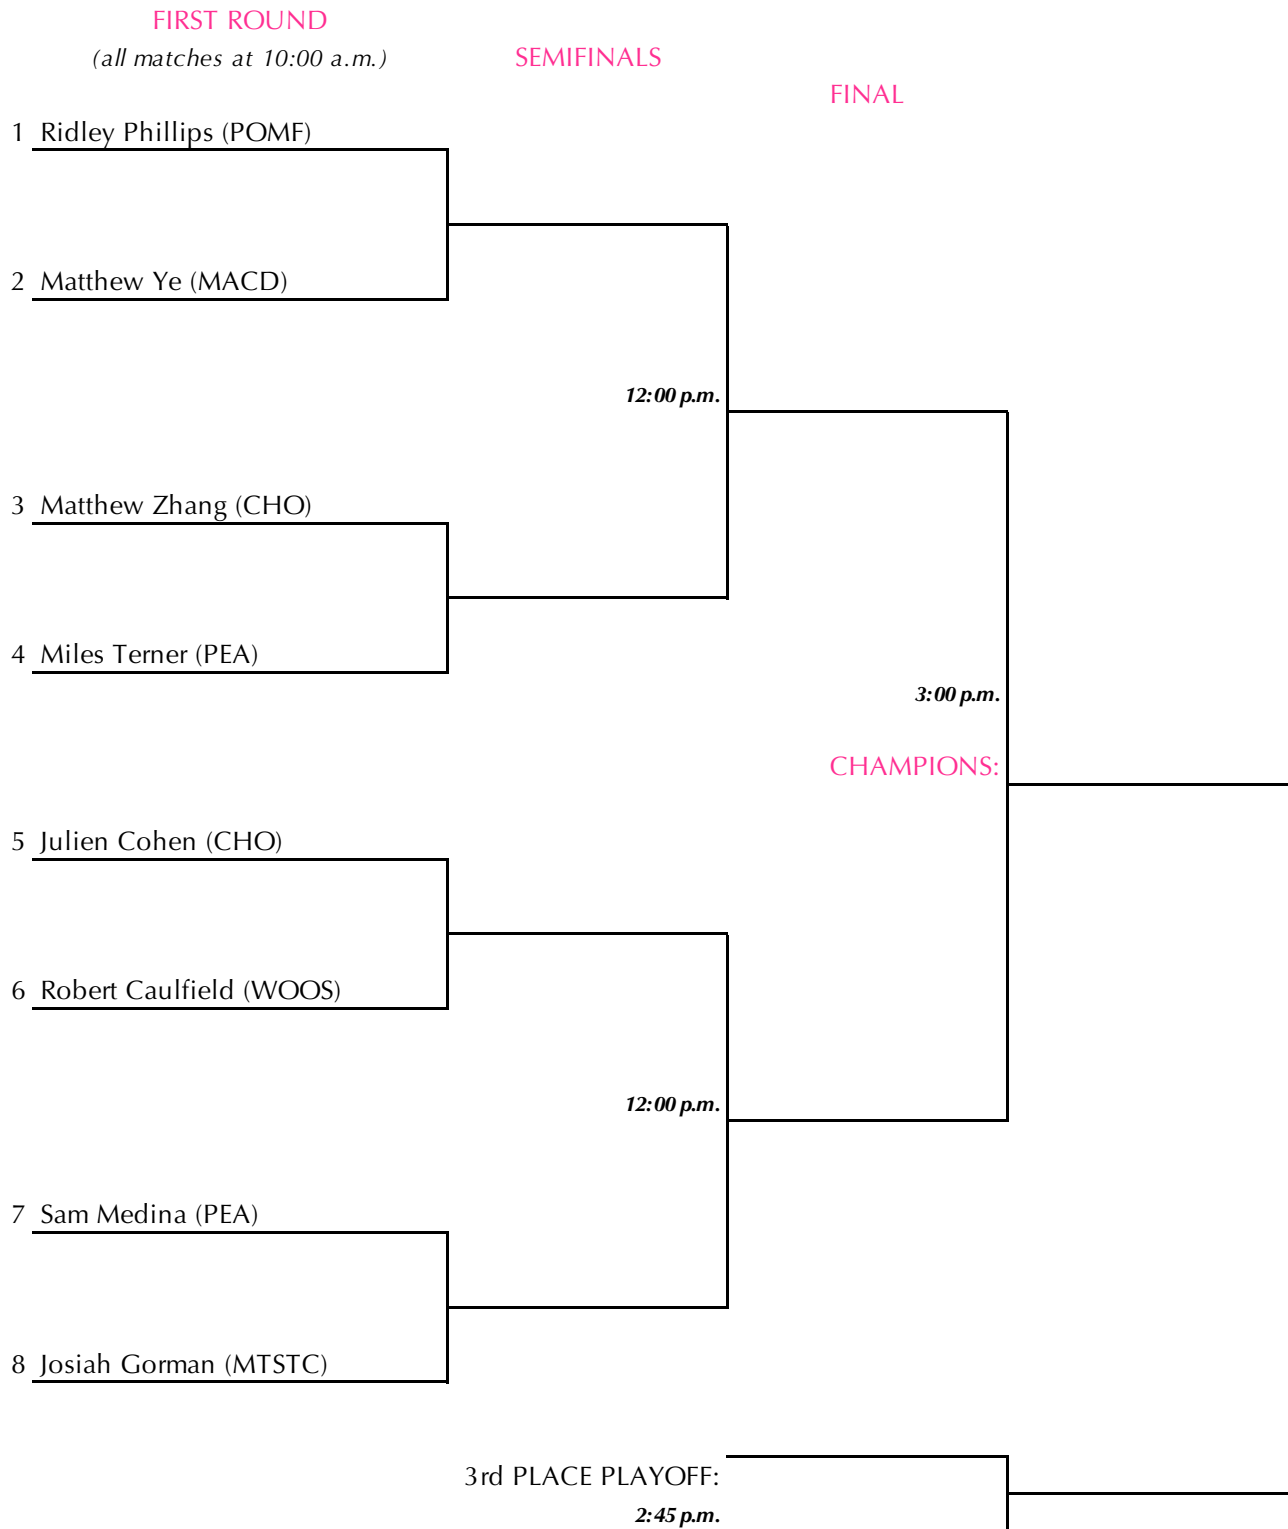 FIRST ROUND
(all matches at 10:00 a.m.)
SEMIFINALS
FINAL
1 Ridley Phillips (POMF)
2 Matthew Ye (MACD)
12:00 p.m.
3 Matthew Zhang (CHO)
4 Miles Terner (PEA)
3:00 p.m.
CHAMPIONS:
5 Julien Cohen (CHO)
6 Robert Caulfield (WOOS)
12:00 p.m.
7 Sam Medina (PEA)
8 Josiah Gorman (MTSTC)
3rd PLACE PLAYOFF:
2:45 p.m.